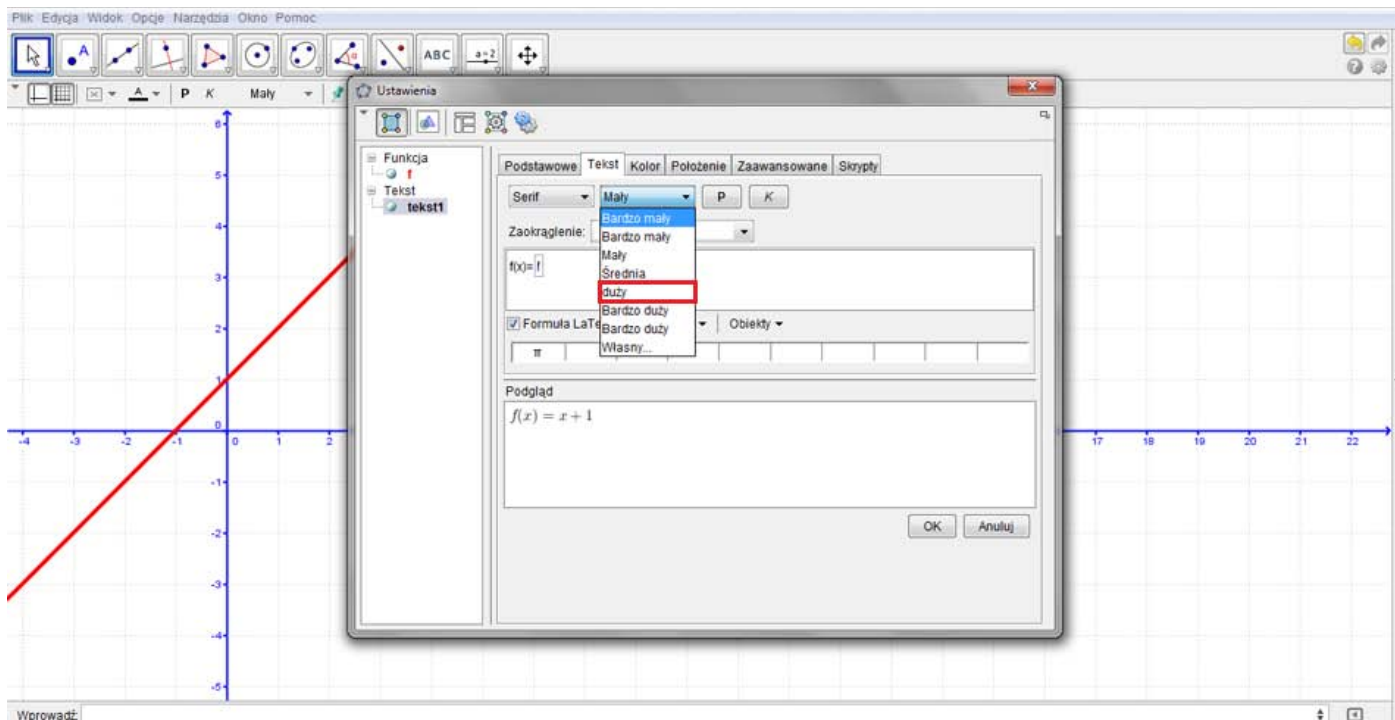 Plik Edycja Widok Opcje Narzędzia Okno Pomoc
A α ABC a=2
A P K Mały
Ustawienia
Funkcja
f
Tekst
tekst1
Podstawowe Tekst Kolor Położenie Zaawansowane Skrypty
Serif Mały P K
Bardzo mały
Zaokrąglenie: Bardzo mały
Mały
f(x)= f
Średnia
duży
Bardzo duży
Formuła LaTe Bardzo duży Obiekty
π Własny...
Podgląd
f(x) = x + 1
OK Anuluj
6
5
4
3
2
1
0
-4 -3 -2 -1 0 1 2 17 18 19 20 21 22
-1
-2
-3
-4
-5
Wprowadź: